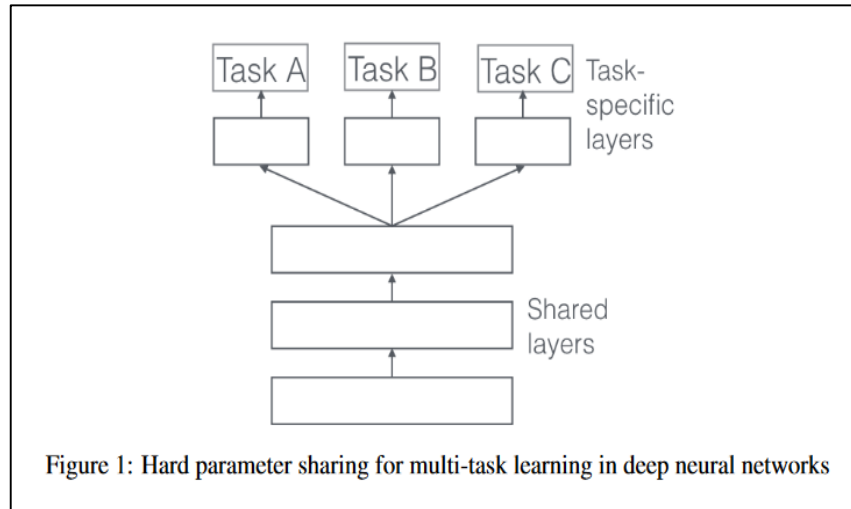 Task A
Task B
Task C
Task-
specific
layers
Shared
layers
Figure 1: Hard parameter sharing for multi-task learning in deep neural networks